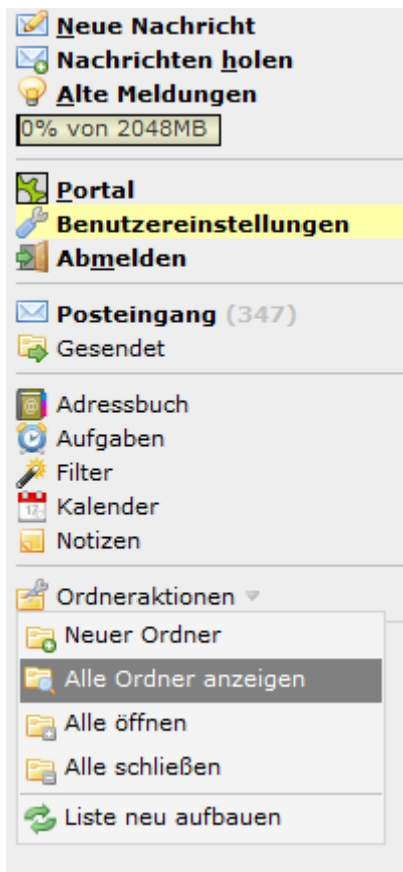 Neue Nachricht
Nachrichten holen
Alte Meldungen
0% von 2048MB
Portal
Benutzereinstellungen
Abmelden
Posteingang (347)
Gesendet
Adressbuch
Aufgaben
Filter
Kalender
Notizen
Ordneraktionen
Neuer Ordner
Alle Ordner anzeigen
Alle öffnen
Alle schließen
Liste neu aufbauen